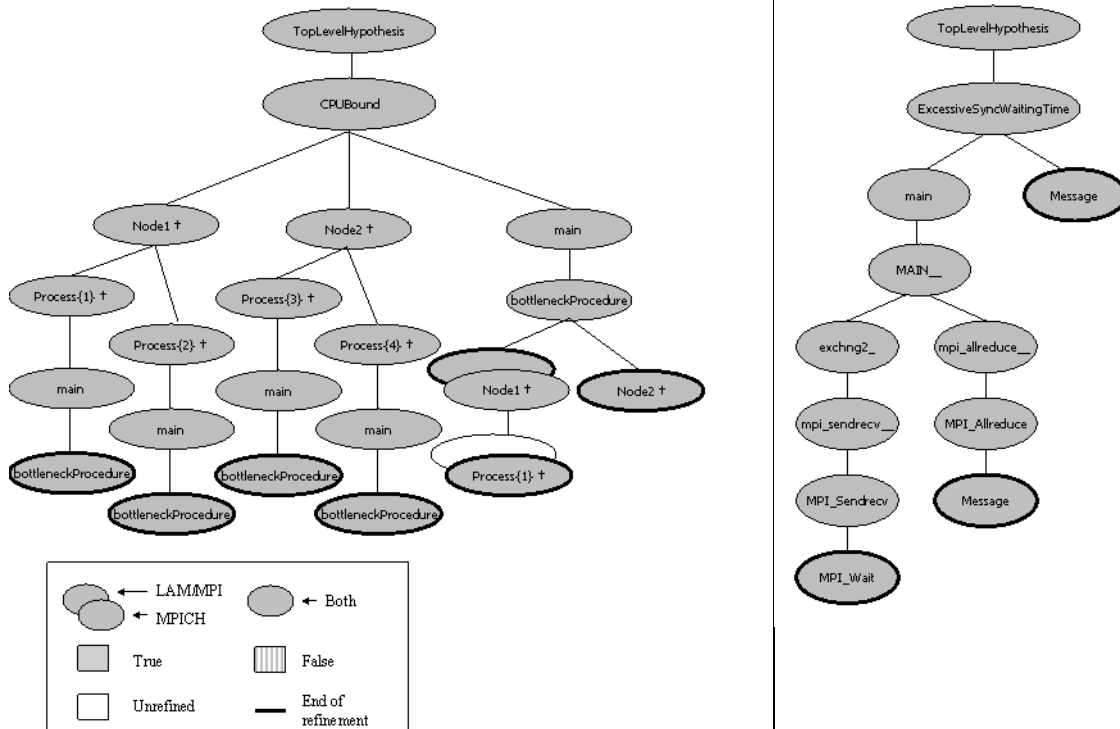 TopLevelHypothesis
CPUBound
Node1 †
Node2 †
main
Process{1} †
Process{3} †
bottleneckProcedure
Process{2} †
Process{4} †
main
main
Node1 †
Node2 †
main
main
bottleneckProcedure
bottleneckProcedure
Process{1} †
bottleneckProcedure
bottleneckProcedure
LAM/MPI
MPICH
Both
True
False
Unrefined
End of
refinement
TopLevelHypothesis
ExcessiveSyncWaitingTime
main
Message
MAIN__
exchng2_
mpi_allreduce__
mpi_sendrecv__
MPI_Allreduce
MPI_Sendrecv
Message
MPI_Wait